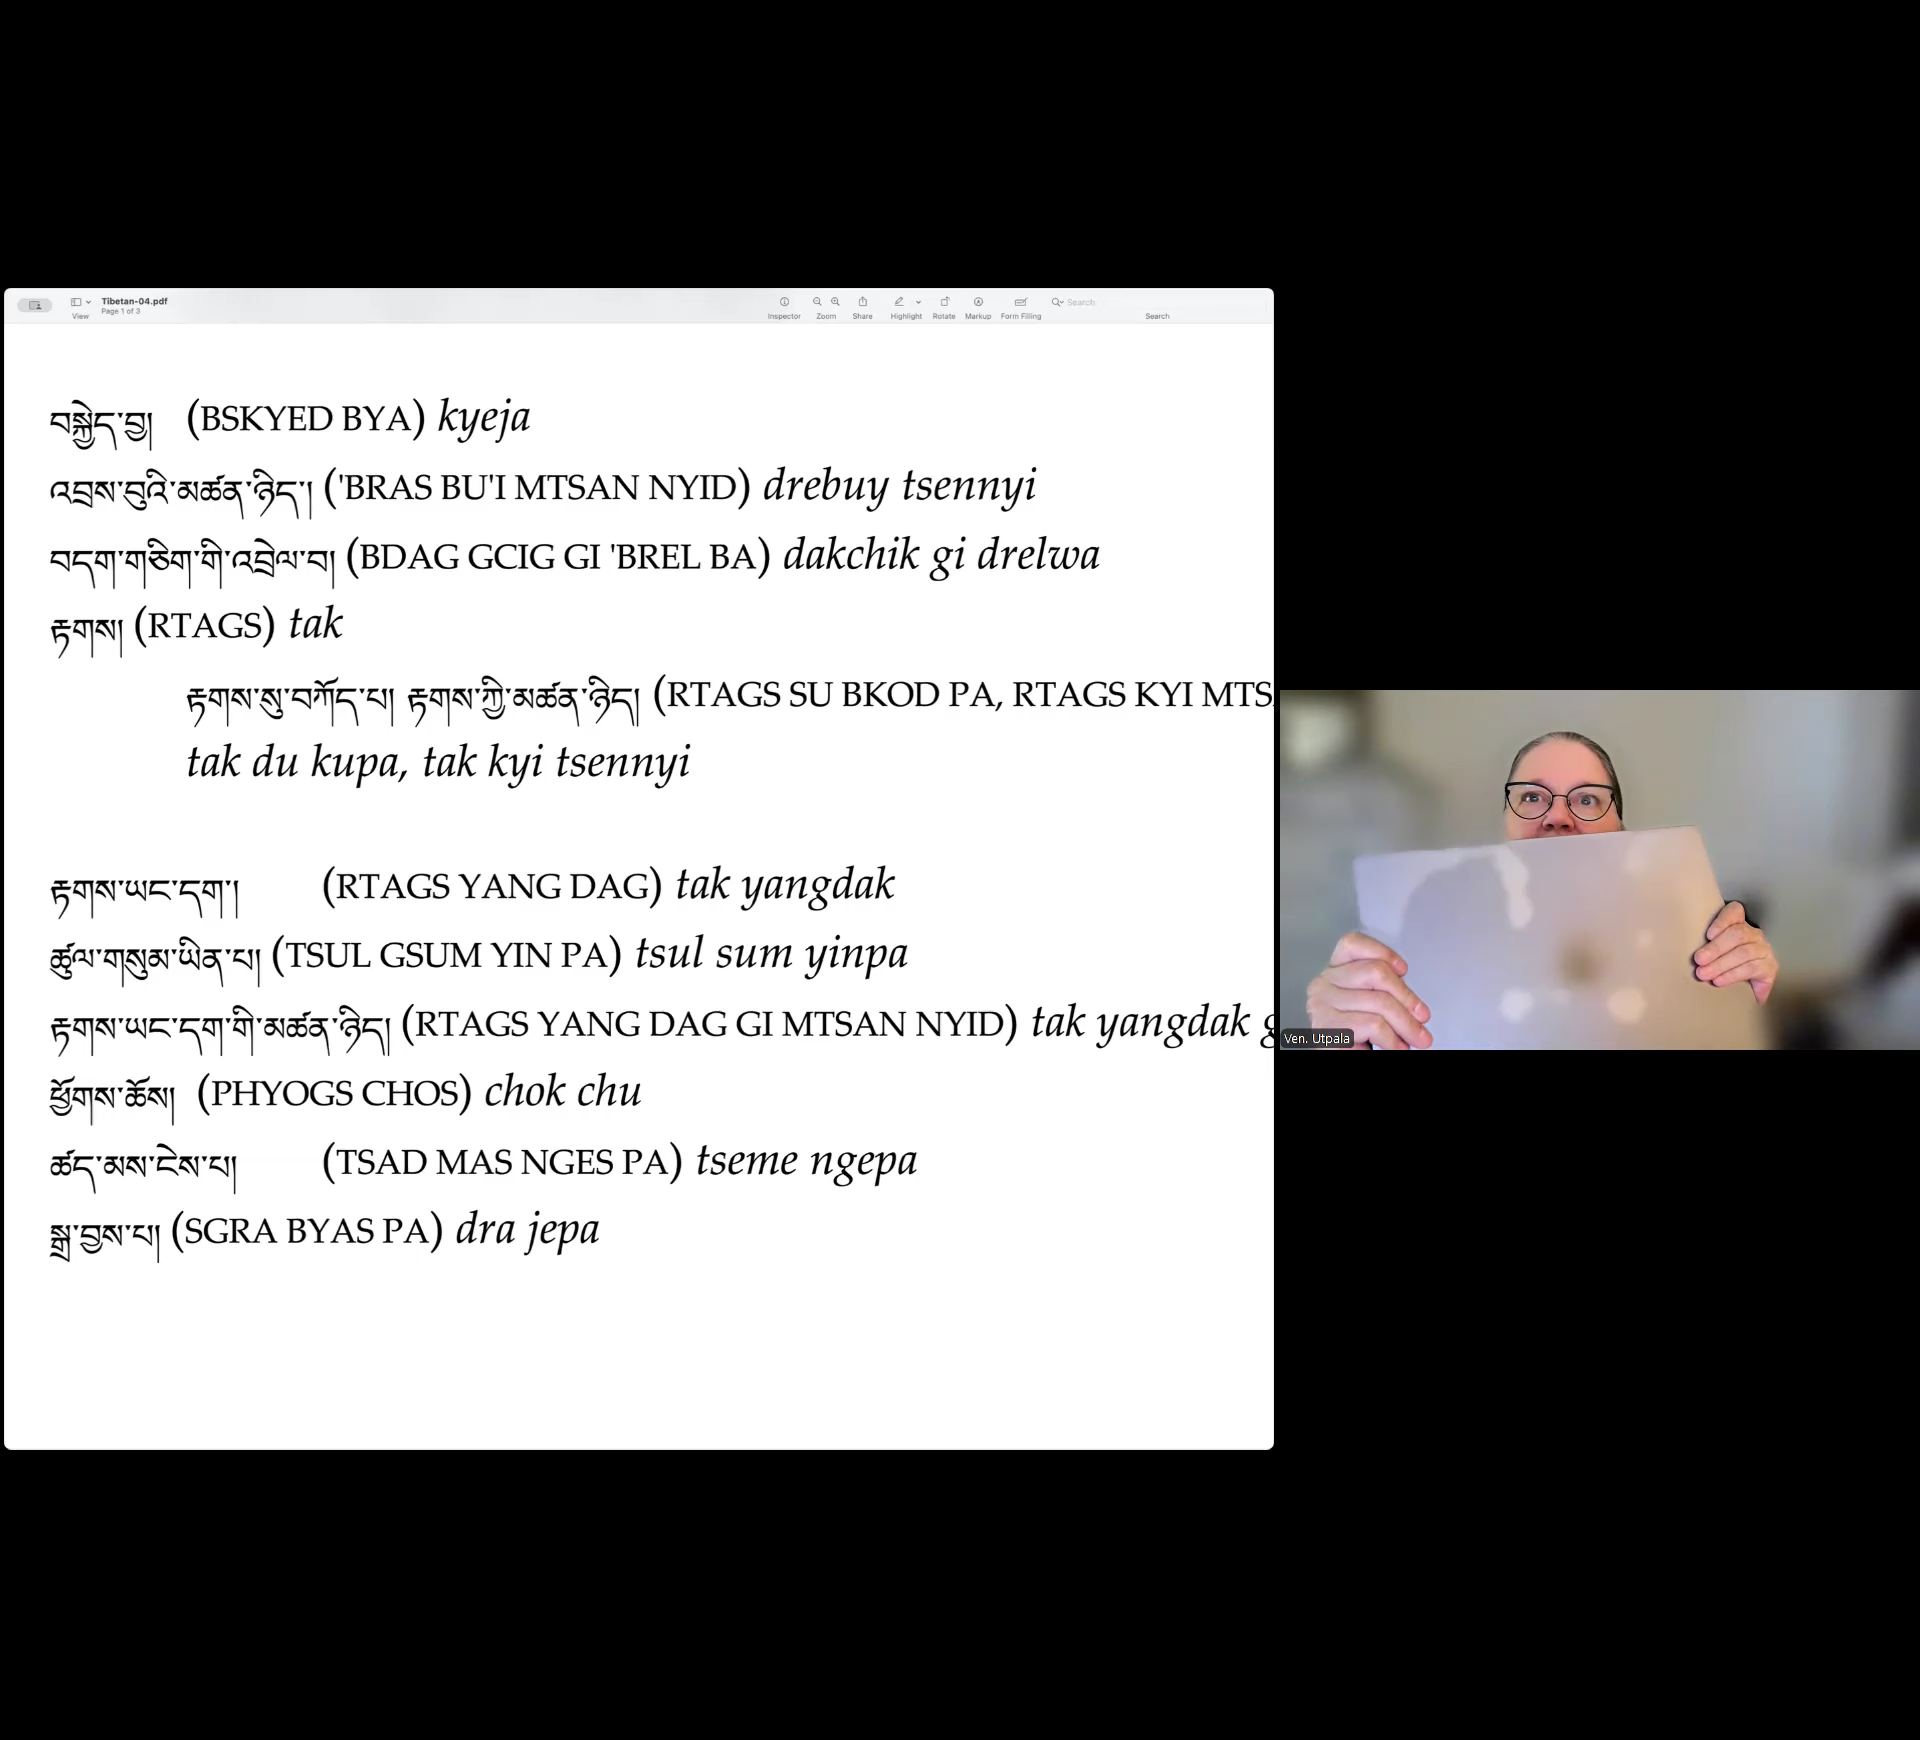 Tibetan-04.pdf
Page 1 of 3
View
Inspector
Zoom
Share
Highlight
Rotate
Markup
Form Filling
Search
Search
བསྐྱེད་བྱ། (BSKYED BYA) kyeja
འབྲས་བུའི་མཚན་ཉིད་། ('BRAS BU'I MTSAN NYID) drebuy tsennyi
བདག་གཅིག་གི་འབྲེལ་བ། (BDAG GCIG GI 'BREL BA) dakchik gi drelwa
རྟགས། (RTAGS) tak
རྟགས་སུ་བཀོད་པ། རྟགས་ཀྱི་མཚན་ཉིད། (RTAGS SU BKOD PA, RTAGS KYI MTS
tak du kupa, tak kyi tsennyi
རྟགས་ཡང་དག་། (RTAGS YANG DAG) tak yangdak
ཚུལ་གསུམ་ཡིན་པ། (TSUL GSUM YIN PA) tsul sum yinpa
རྟགས་ཡང་དག་གི་མཚན་ཉིད། (RTAGS YANG DAG GI MTSAN NYID) tak yangdak g
ཕྱོགས་ཆོས། (PHYOGS CHOS) chok chu
ཚད་མས་ངེས་པ། (TSAD MAS NGES PA) tseme ngepa
སྒྲ་བྱས་པ། (SGRA BYAS PA) dra jepa
Ven. Utpala